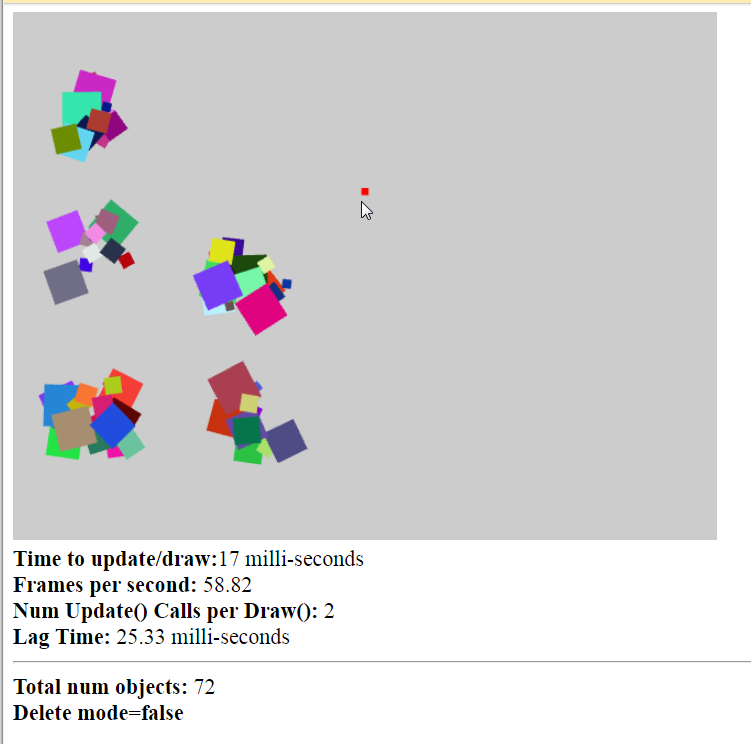 Time to update/draw:17 milli-seconds
Frames per second: 58.82
Num Update() Calls per Draw(): 2
Lag Time: 25.33 milli-seconds
Total num objects: 72
Delete mode=false